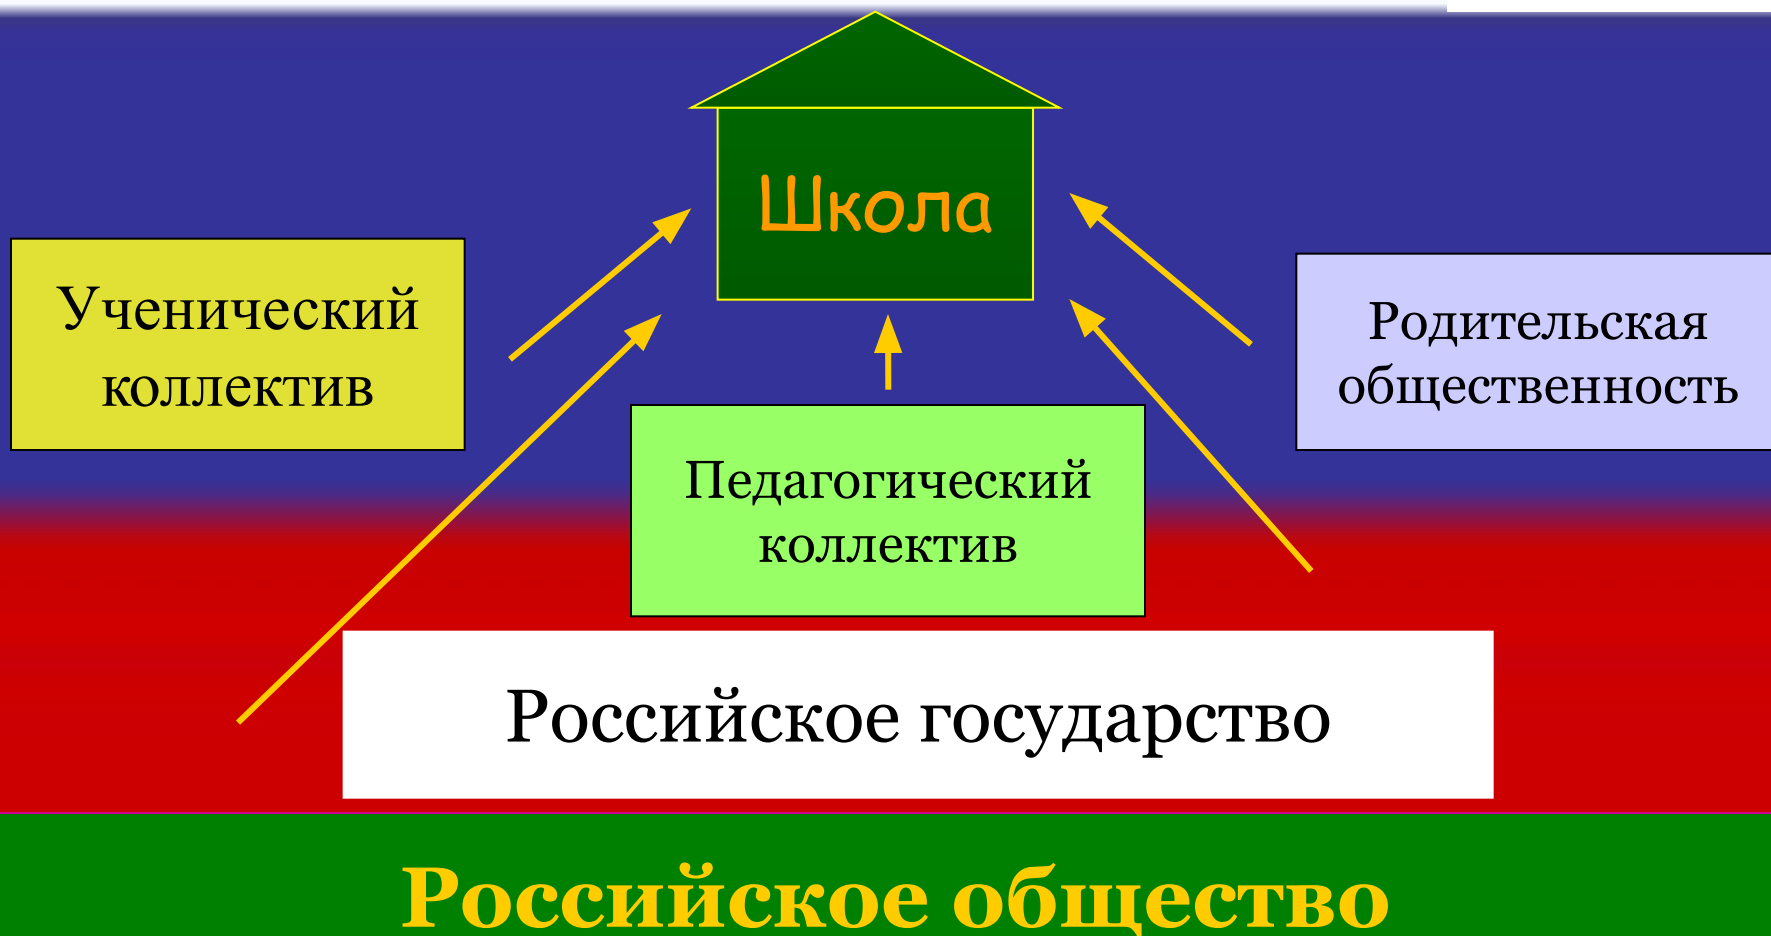 Школа
Ученический
коллектив
Родительская
общественность
Педагогический
коллектив
Российское государство
Российское общество